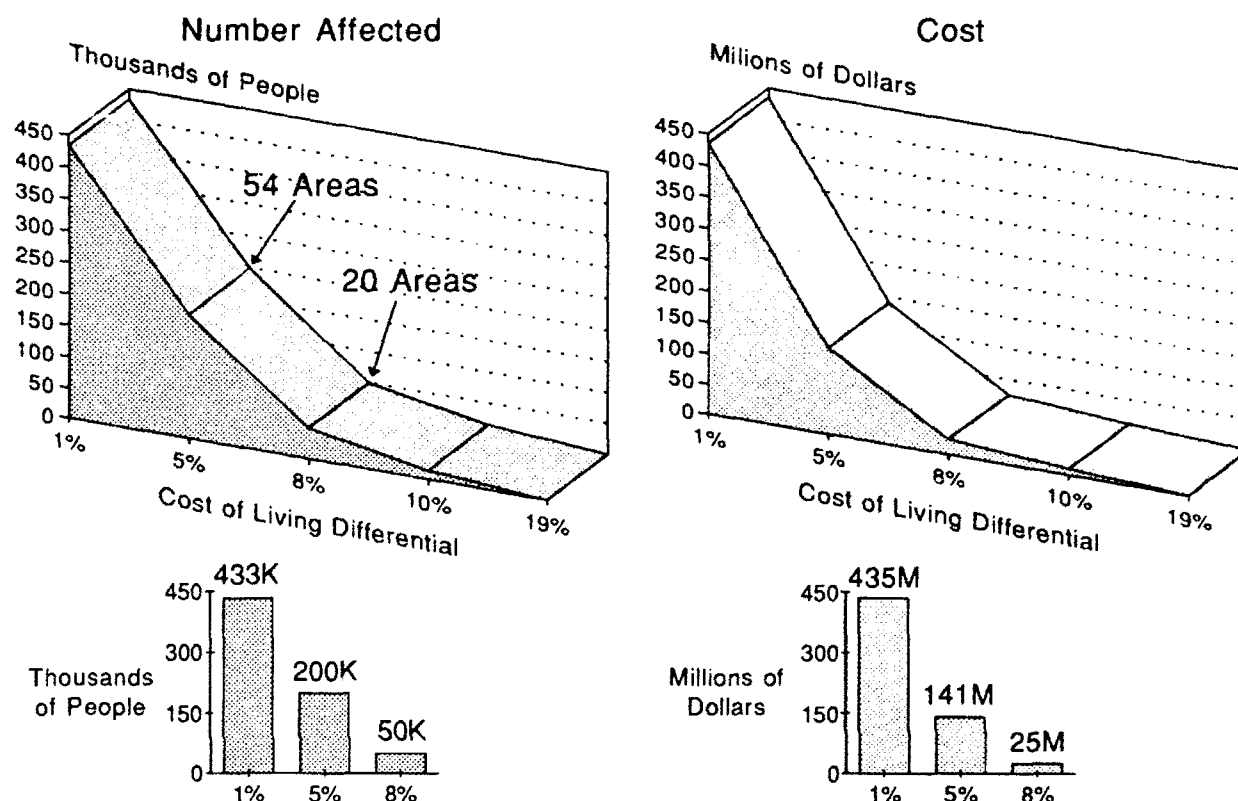 Number Affected
Thousands of People
450
400
350
300
250
200
150
100
50
0
1%
5%
8%
10%
19%
54 Areas
20 Areas
Cost of Living Differential
Cost
Milions of Dollars
450
400
350
300
250
200
150
100
50
0
1%
5%
8%
10%
19%
Cost of Living Differential
Thousands
of People
450
300
150
0
433K
200K
50K
1%
5%
8%
Millions of
Dollars
450
300
150
0
435M
141M
25M
1%
5%
8%